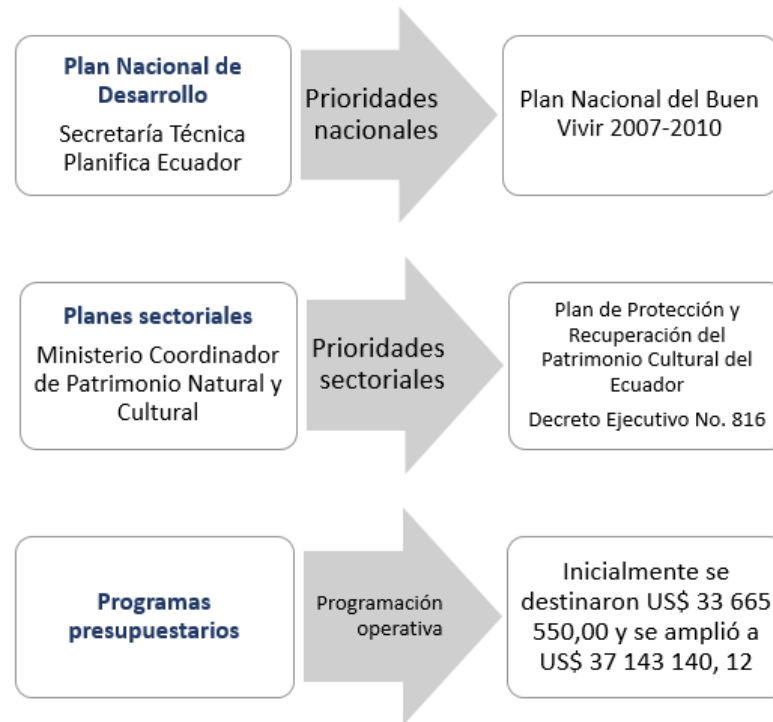 Plan Nacional de
Desarrollo
Secretaría Técnica
Planifica Ecuador
Prioridades
nacionales
Plan Nacional del Buen
Vivir 2007-2010
Planes sectoriales
Ministerio Coordinador
de Patrimonio Natural y
Cultural
Prioridades
sectoriales
Plan de Protección y
Recuperación del
Patrimonio Cultural del
Ecuador
Decreto Ejecutivo No. 816
Programas
presupuestarios
Programación
operativa
Inicialmente se
destinaron US$ 33 665
550,00 y se amplió a
US$ 37 143 140, 12